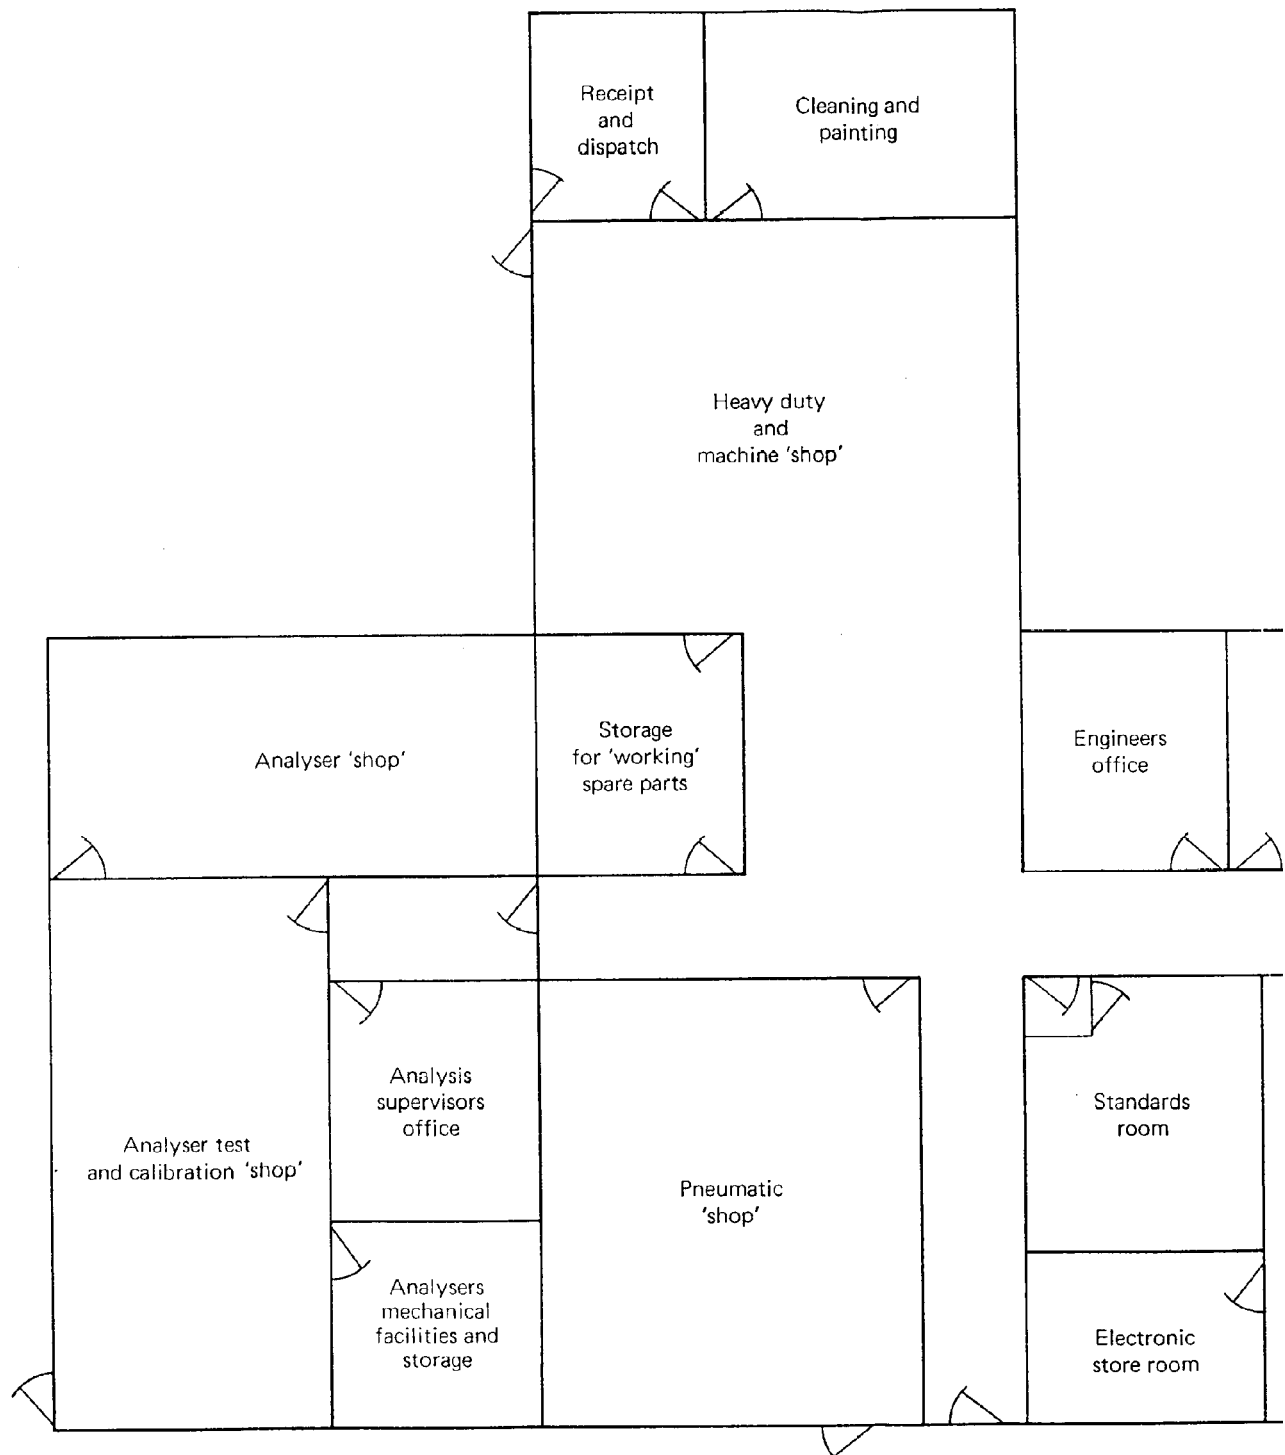 Receipt
and
dispatch
Cleaning and
painting
Heavy duty
and
machine 'shop'
Analyser 'shop'
Storage
for 'working'
spare parts
Engineers
office
Analysis
supervisors
office
Standards
room
Analyser test
and calibration 'shop'
Pneumatic
'shop'
Analysers
mechanical
facilities and
storage
Electronic
store room